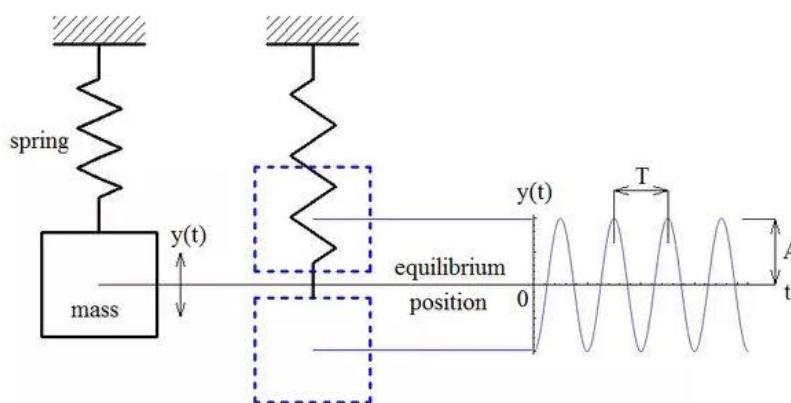 spring
y(t)
mass
equilibrium
position
y(t)
T
0
A
t